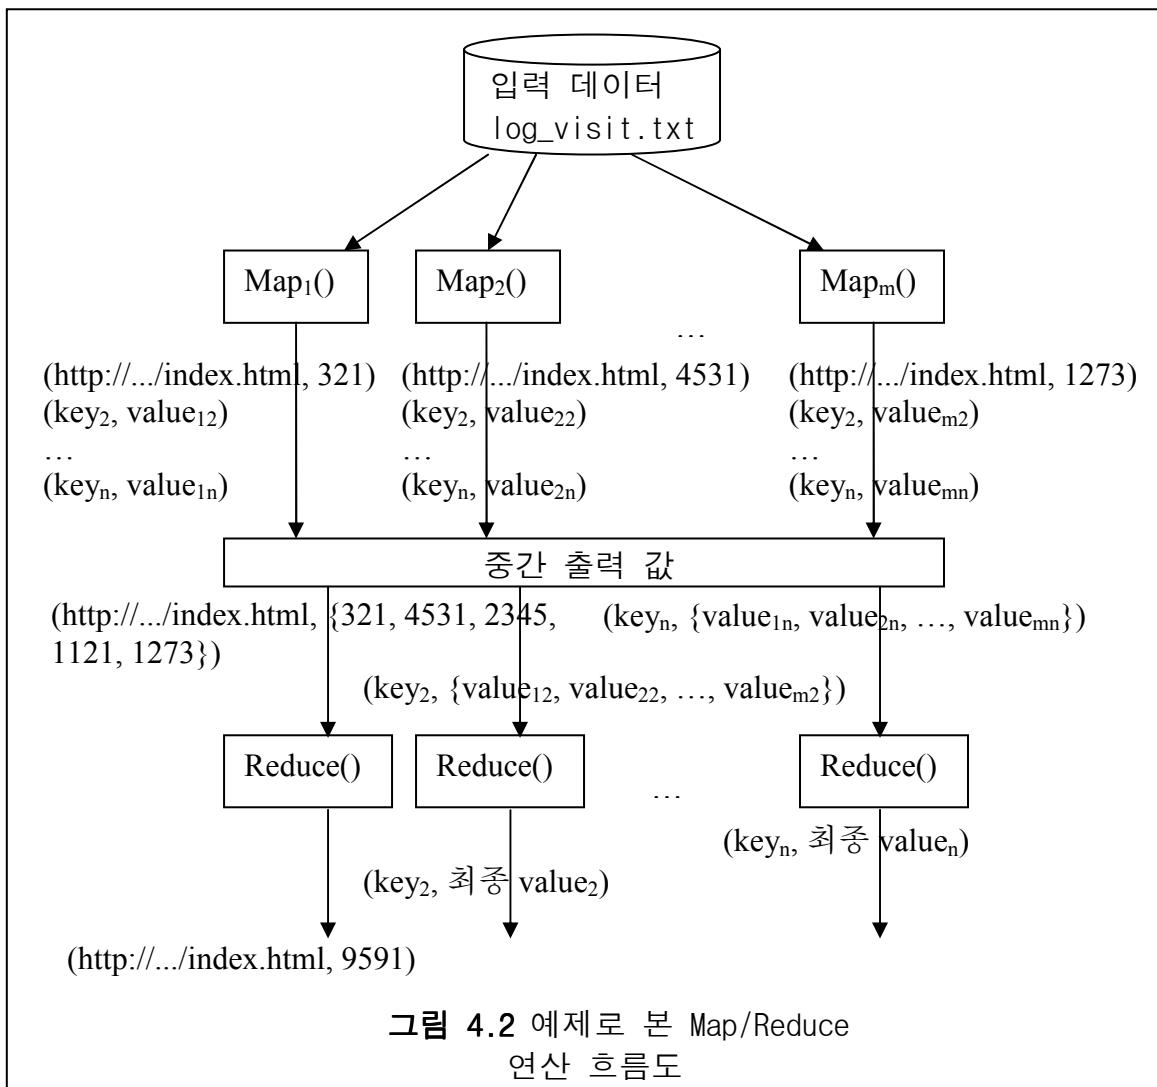 입력 데이터
log_visit.txt
Map₁() Map₂() Mapₘ()
…
(http://.../index.html, 321) (http://.../index.html, 4531) (http://.../index.html, 1273)
(key₂, value₁₂) (key₂, value₂₂) (key₂, valueₘ₂)
… … …
(keyₙ, value₁ₙ) (keyₙ, value₂ₙ) (keyₙ, valueₘₙ)
중간 출력 값
(http://.../index.html, {321, 4531, 2345, (keyₙ, {value₁ₙ, value₂ₙ, …, valueₘₙ})
1121, 1273})
(key₂, {value₁₂, value₂₂, …, valueₘ₂})
Reduce() Reduce() Reduce()
…
(keyₙ, 최종 valueₙ)
(key₂, 최종 value₂)
(http://.../index.html, 9591)
그림 4.2 예제로 본 Map/Reduce
연산 흐름도